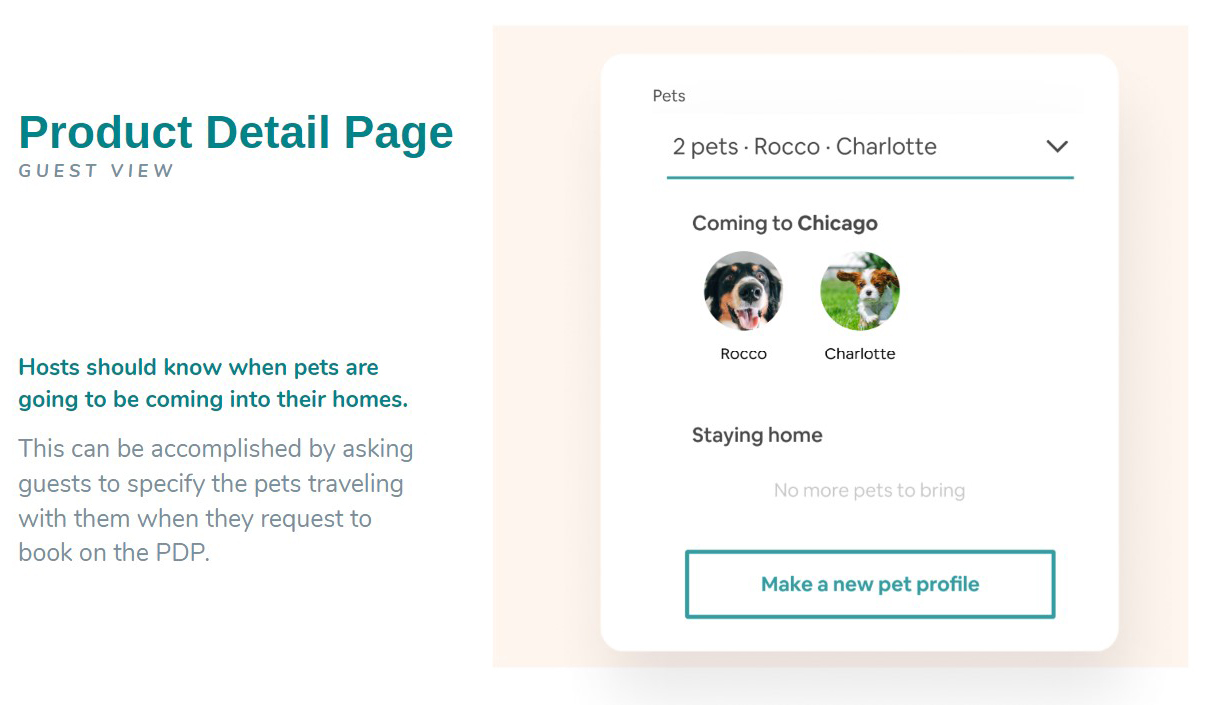 Product Detail Page
GUEST VIEW
Hosts should know when pets are
going to be coming into their homes.
This can be accomplished by asking
guests to specify the pets traveling
with them when they request to
book on the PDP.
Pets
2 pets · Rocco · Charlotte
Coming to Chicago
Rocco
Charlotte
Staying home
No more pets to bring
Make a new pet profile